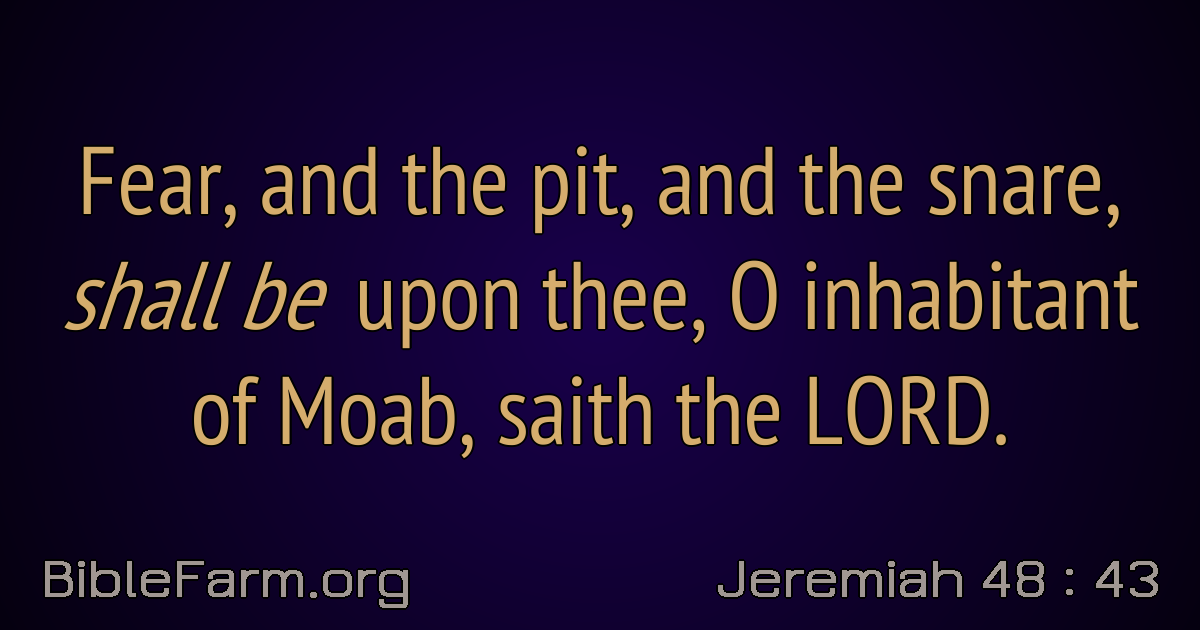 Fear, and the pit, and the snare,
shall be upon thee, O inhabitant
of Moab, saith the LORD.
BibleFarm.org
Jeremiah 48 : 43